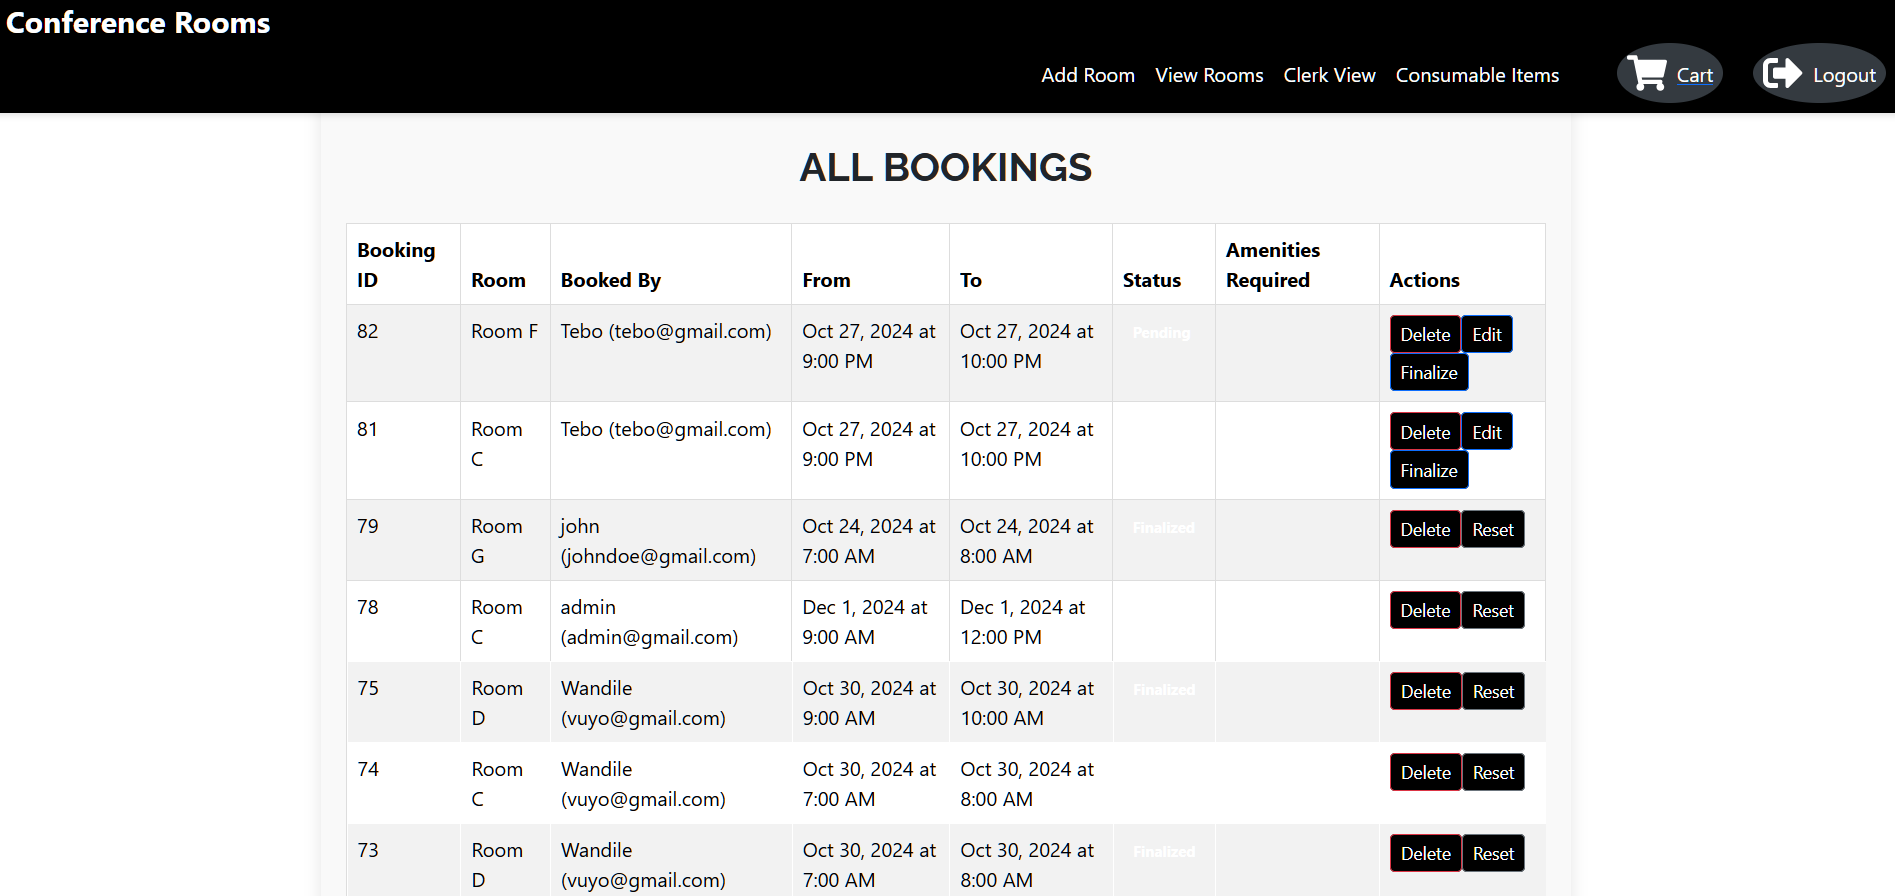 Conference Rooms
Add Room View Rooms Clerk View Consumable Items Cart Logout
ALL BOOKINGS
Booking ID Room Booked By From To Status Amenities Required Actions
82 Room F Tebo (tebo@gmail.com) Oct 27, 2024 at 9:00 PM Oct 27, 2024 at 10:00 PM Pending Delete Edit Finalize
81 Room C Tebo (tebo@gmail.com) Oct 27, 2024 at 9:00 PM Oct 27, 2024 at 10:00 PM Delete Edit Finalize
79 Room G john (johndoe@gmail.com) Oct 24, 2024 at 7:00 AM Oct 24, 2024 at 8:00 AM Finalized Delete Reset
78 Room C admin (admin@gmail.com) Dec 1, 2024 at 9:00 AM Dec 1, 2024 at 12:00 PM Delete Reset
75 Room D Wandile (vuyo@gmail.com) Oct 30, 2024 at 9:00 AM Oct 30, 2024 at 10:00 AM Finalized Delete Reset
74 Room C Wandile (vuyo@gmail.com) Oct 30, 2024 at 7:00 AM Oct 30, 2024 at 8:00 AM Delete Reset
73 Room D Wandile (vuyo@gmail.com) Oct 30, 2024 at 7:00 AM Oct 30, 2024 at 8:00 AM Finalized Delete Reset